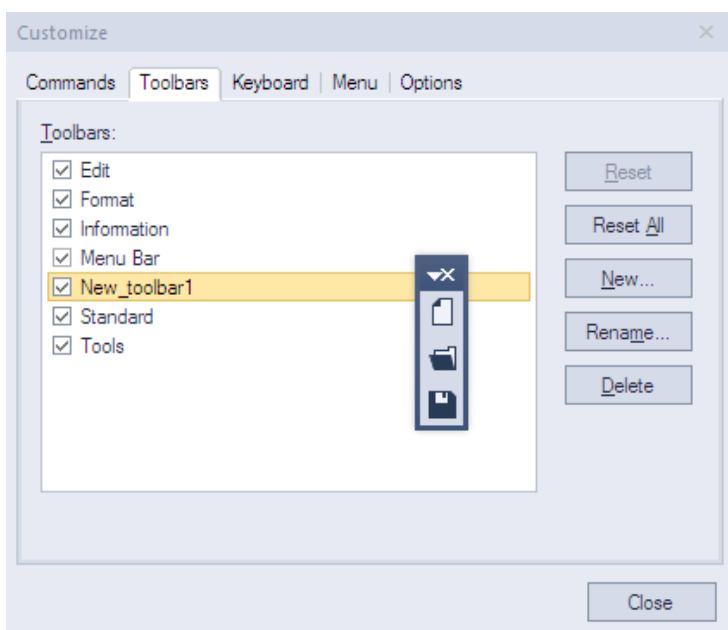 Customize
Commands Toolbars Keyboard Menu Options
Toolbars:
Edit
Format
Information
Menu Bar
New_toolbar1
Standard
Tools
Reset
Reset All
New...
Rename...
Delete
Close